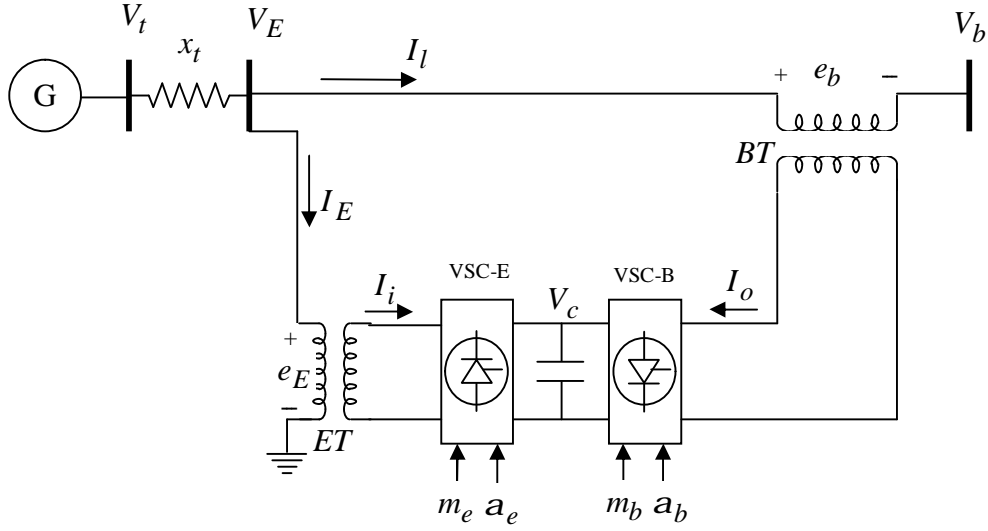 V_t
V_E
V_b
x_t
I_l
+ e_b −
G
BT
I_E
VSC-E
VSC-B
I_i
V_c
I_o
+
e_E
−
ET
m_e a_e
m_b a_b